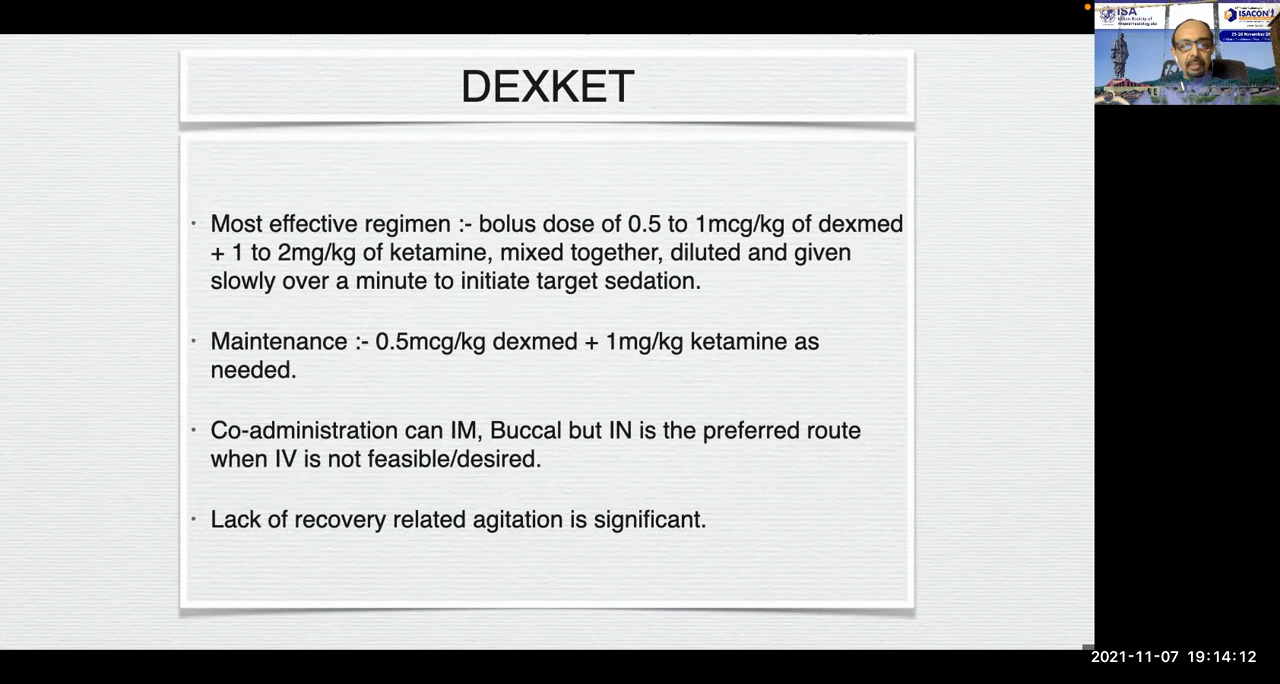 DEXKET
• Most effective regimen :- bolus dose of 0.5 to 1mcg/kg of dexmed
+ 1 to 2mg/kg of ketamine, mixed together, diluted and given
slowly over a minute to initiate target sedation.
• Maintenance :- 0.5mcg/kg dexmed + 1mg/kg ketamine as
needed.
• Co-administration can IM, Buccal but IN is the preferred route
when IV is not feasible/desired.
• Lack of recovery related agitation is significant.
ISA
ISACON
2021-11-07 19:14:12